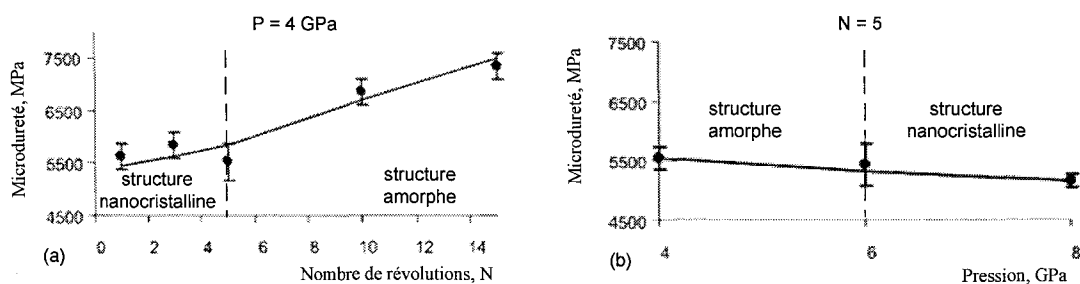 P = 4 GPa
7500
6500
5500
4500
Microdureté, MPa
structure
nanocristalline
structure
amorphe
0 2 4 6 8 10 12 14
(a)
Nombre de révolutions, N
N = 5
7500
6500
5500
4500
Microdureté, MPa
structure
amorphe
structure
nanocristalline
4 6 8
(b)
Pression, GPa